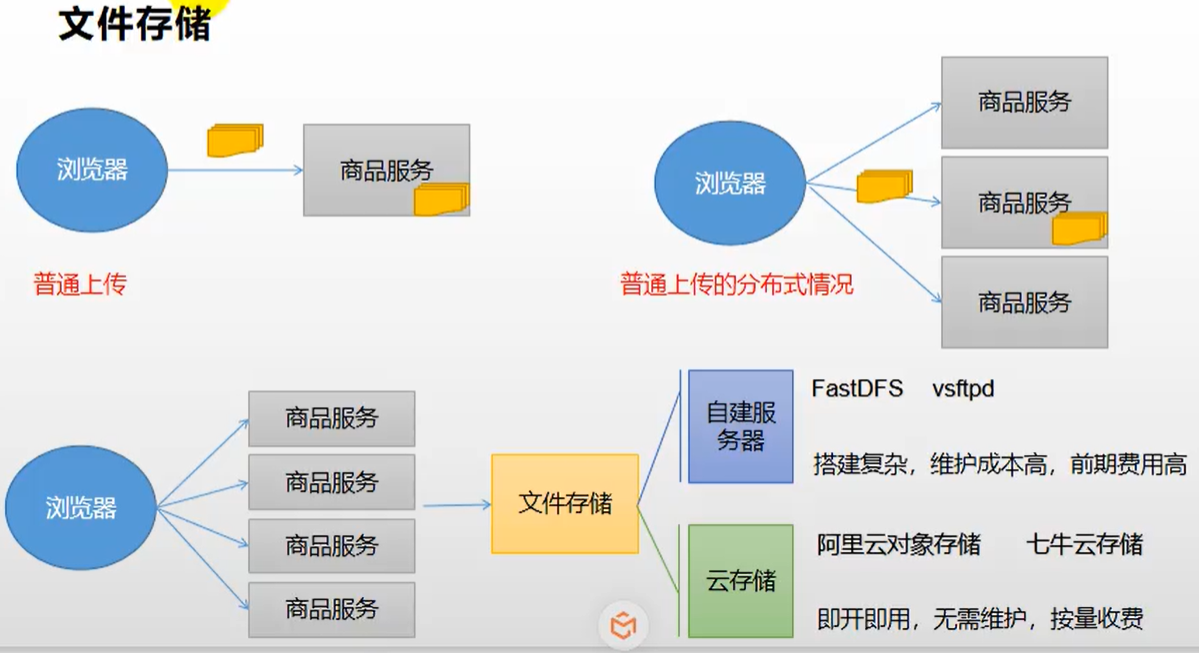 文件存储
浏览器
商品服务
普通上传
浏览器
商品服务
商品服务
商品服务
普通上传的分布式情况
浏览器
商品服务
商品服务
商品服务
商品服务
文件存储
自建服
务器
FastDFS vsftpd
搭建复杂，维护成本高，前期费用高
云存储
阿里云对象存储 七牛云存储
即开即用，无需维护，按量收费